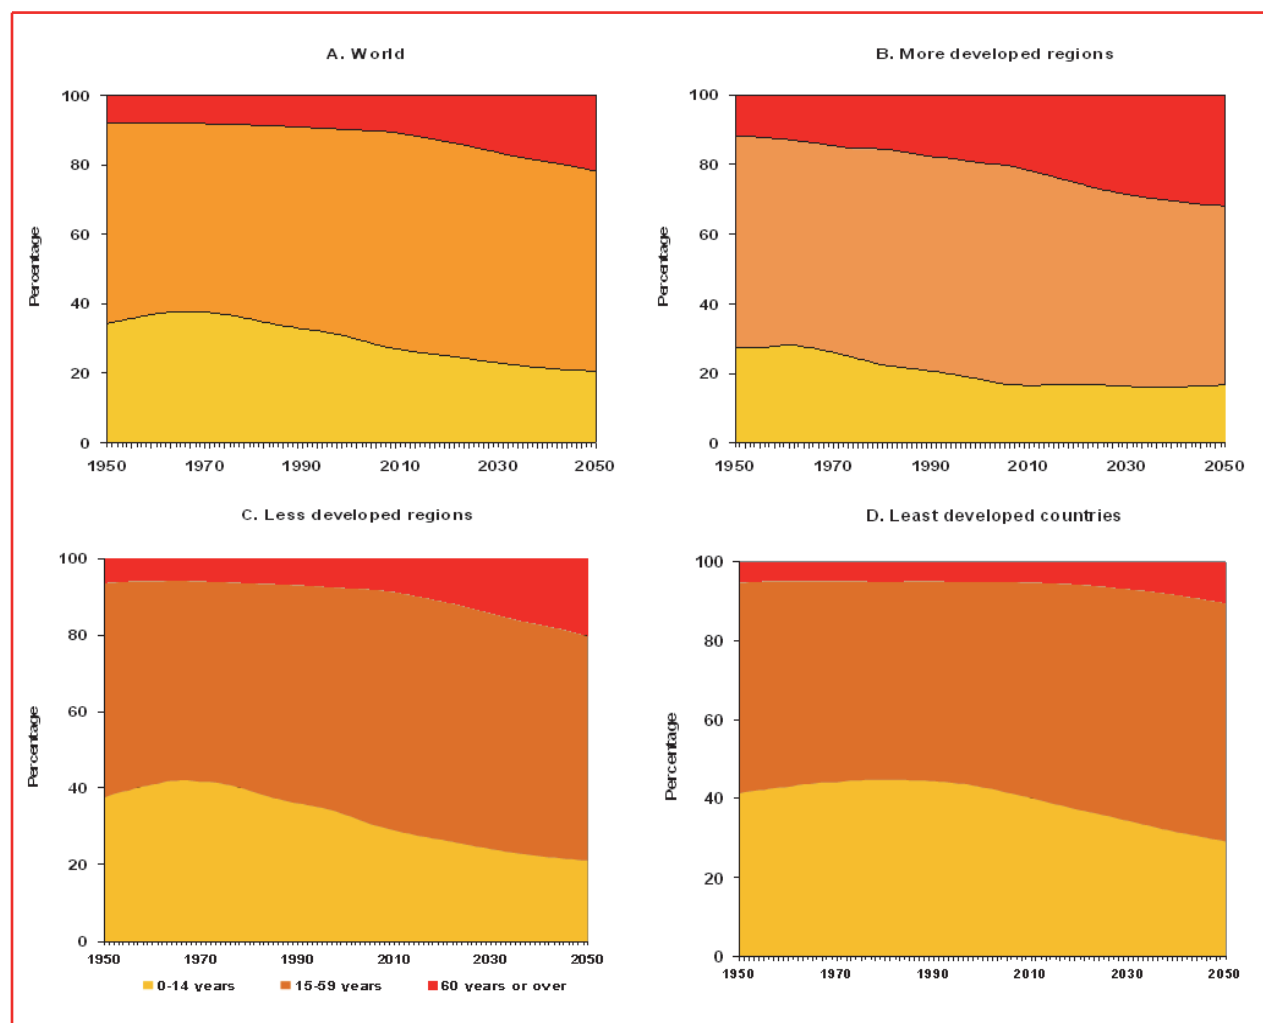 A. World
Percentage
100
80
60
40
20
0
1950 1970 1990 2010 2030 2050
B. More developed regions
Percentage
100
80
60
40
20
0
1950 1970 1990 2010 2030 2050
C. Less developed regions
Percentage
100
80
60
40
20
0
1950 1970 1990 2010 2030 2050
D. Least developed countries
Percentage
100
80
60
40
20
0
1950 1970 1990 2010 2030 2050
0-14 years 15-59 years 60 years or over